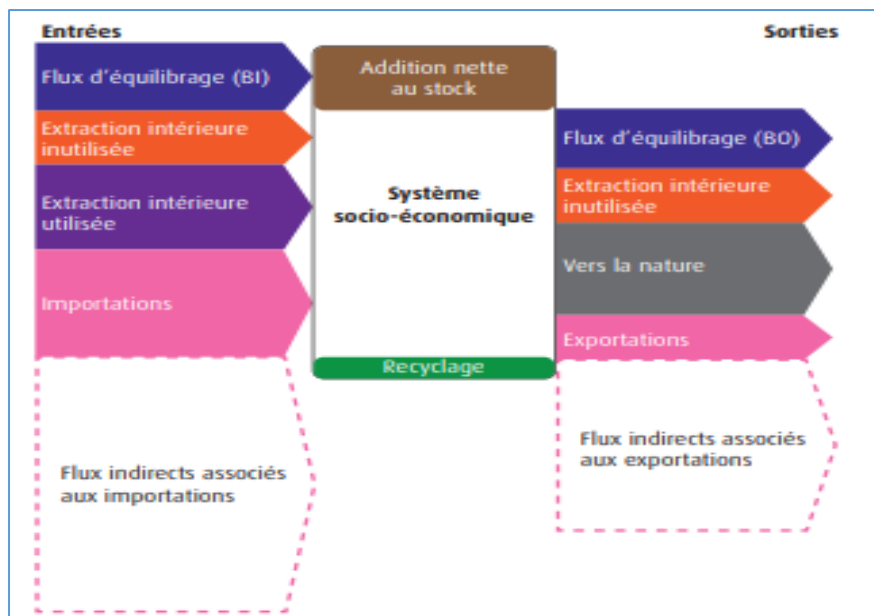 Entrées
Sorties
Flux d'équilibrage (BI)
Extraction intérieure
inutilisée
Extraction intérieure
utilisée
Importations
Flux indirects associés
aux importations
Addition nette
au stock
Système
socio-économique
Recyclage
Flux d'équilibrage (BO)
Extraction intérieure
inutilisée
Vers la nature
Exportations
Flux indirects associés
aux exportations